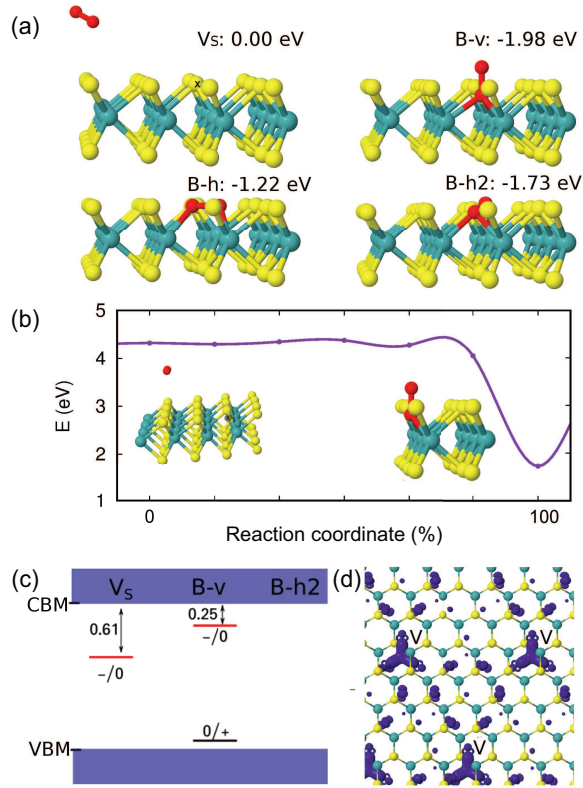 (a)
Vs: 0.00 eV
B-v: -1.98 eV
x
B-h: -1.22 eV
B-h2: -1.73 eV
(b)
5
4
3
2
1
E (eV)
0
100
Reaction coordinate (%)
(c)
(d)
V_S
B-v
B-h2
CBM
0.61
0.25
−/0
−/0
0/+
VBM
V
V
V